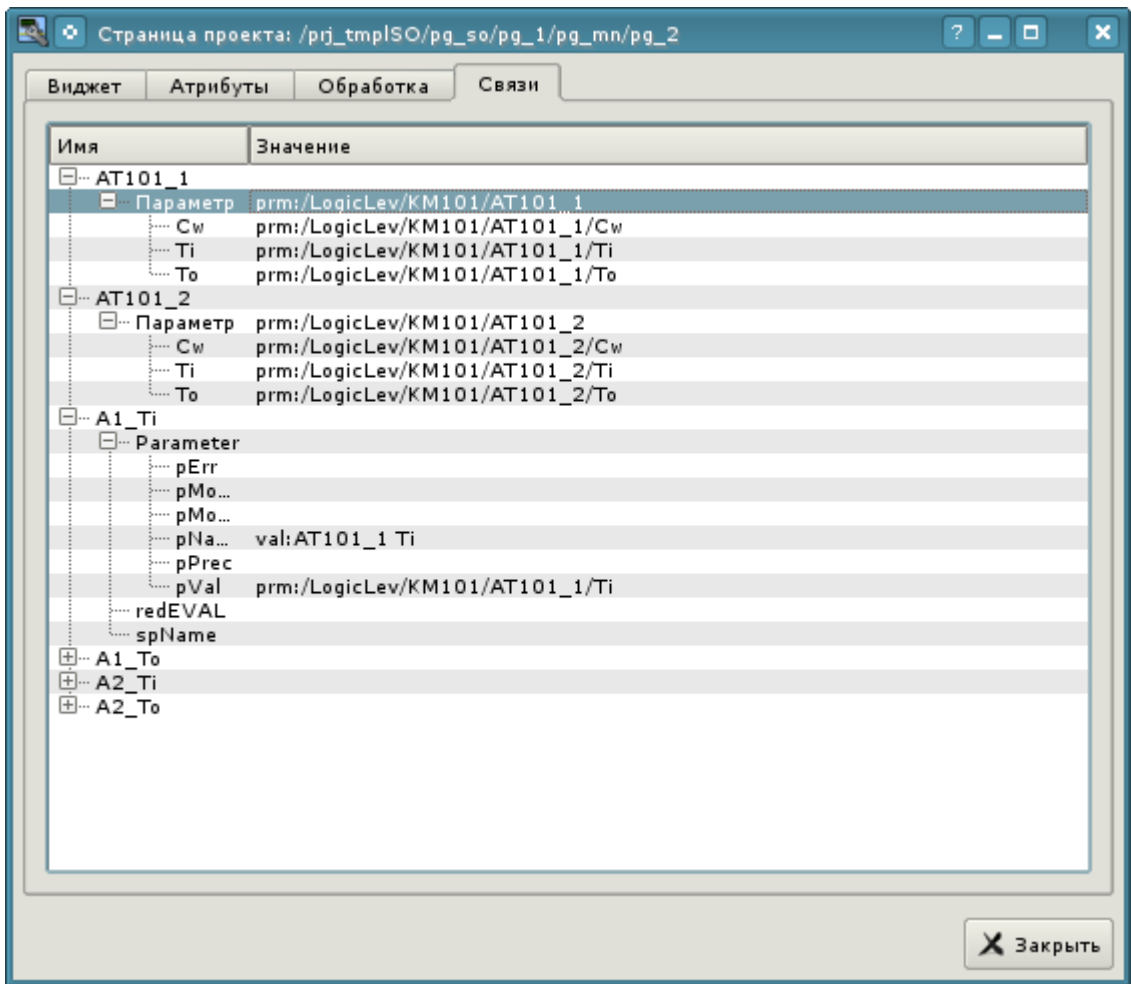 Страница проекта: /prj_tmplSO/pg_so/pg_1/pg_mn/pg_2 ?
Виджет Атрибуты Обработка Связи
Имя Значение
AT101_1
Параметр prm:/LogicLev/KM101/AT101_1
Cw prm:/LogicLev/KM101/AT101_1/Cw
Ti prm:/LogicLev/KM101/AT101_1/Ti
To prm:/LogicLev/KM101/AT101_1/To
AT101_2
Параметр prm:/LogicLev/KM101/AT101_2
Cw prm:/LogicLev/KM101/AT101_2/Cw
Ti prm:/LogicLev/KM101/AT101_2/Ti
To prm:/LogicLev/KM101/AT101_2/To
A1_Ti
Parameter
pErr
pMo...
pMo...
pNa... val:AT101_1 Ti
pPrec
pVal prm:/LogicLev/KM101/AT101_1/Ti
redEVAL
spName
A1_To
A2_Ti
A2_To
Закрыть